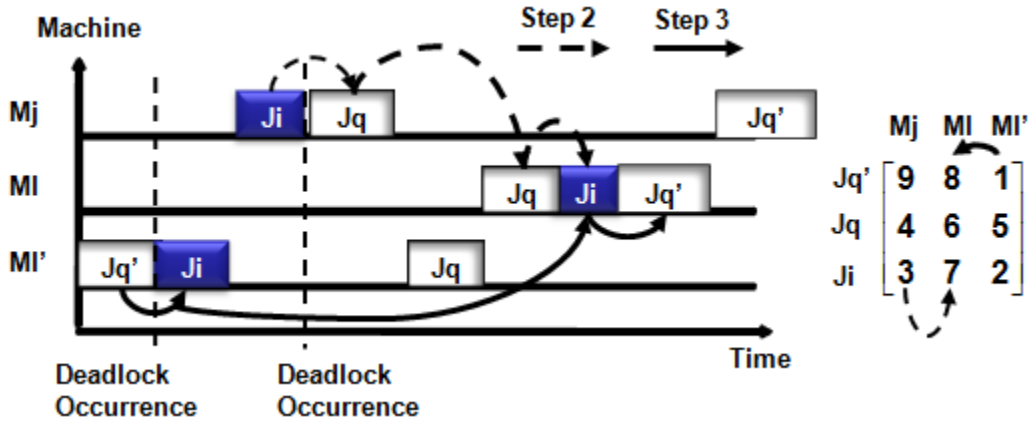 Step 2 Step 3
Machine
Mj Ji Jq Jq'
Ml Jq Ji Jq'
Ml' Jq' Ji Jq
Time
Deadlock Occurrence
Deadlock Occurrence
Mj Ml Ml'
Jq' 9 8 1
Jq 4 6 5
Ji 3 7 2